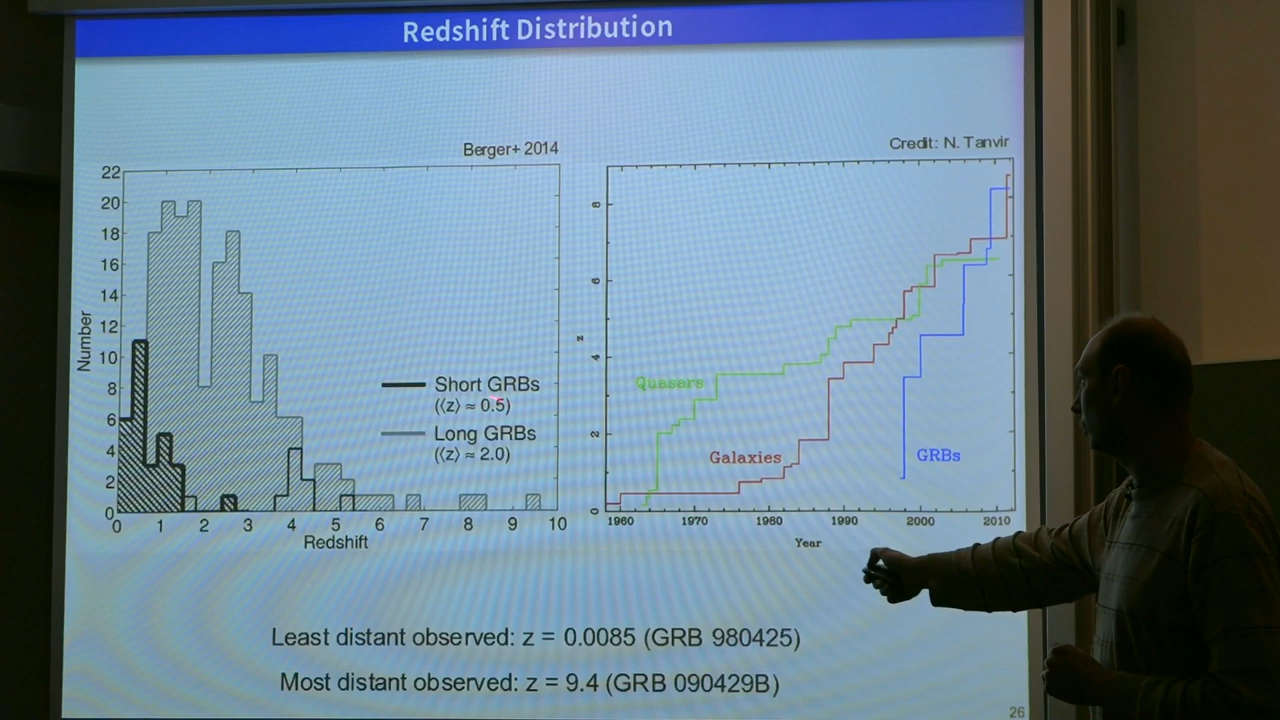 Redshift Distribution
Berger+ 2014
22
20
18
16
14
12
10
8
6
4
2
0
Number
Short GRBs
(⟨z⟩ ≈ 0.5)
Long GRBs
(⟨z⟩ ≈ 2.0)
0 1 2 3 4 5 6 7 8 9 10
Redshift
Credit: N. Tanvir
8
6
4
2
0
z
Quasars
Galaxies
GRBs
1960 1970 1980 1990 2000 2010
Year
Least distant observed: z = 0.0085 (GRB 980425)
Most distant observed: z = 9.4 (GRB 090429B)
26